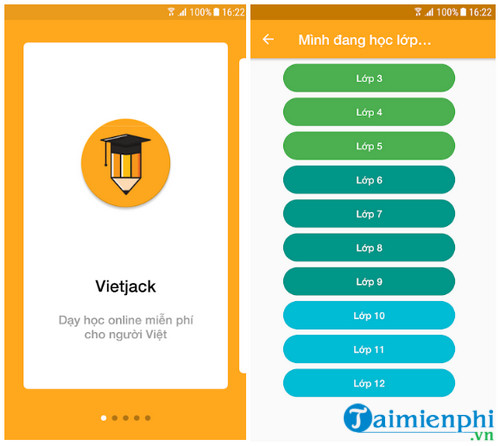 100% 16:22
Vietjack
Dạy học online miễn phí
cho người Việt
100% 16:22
Mình đang học lớp...
Lớp 3
Lớp 4
Lớp 5
Lớp 6
Lớp 7
Lớp 8
Lớp 9
Lớp 10
Lớp 11
Lớp 12
Taimienphi
.vn